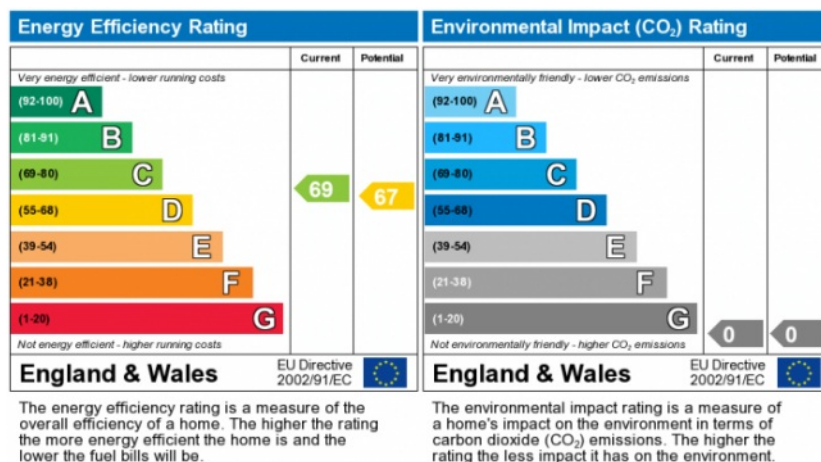 Energy Efficiency Rating
Current Potential
Very energy efficient - lower running costs
(92-100) A
(81-91) B
(69-80) C
(55-68) D
(39-54) E
(21-38) F
(1-20) G
69
67
Not energy efficient - higher running costs
England & Wales
EU Directive
2002/91/EC
The energy efficiency rating is a measure of the
overall efficiency of a home. The higher the rating
the more energy efficient the home is and the
lower the fuel bills will be.
Environmental Impact (CO₂) Rating
Current Potential
Very environmentally friendly - lower CO₂ emissions
(92-100) A
(81-91) B
(69-80) C
(55-68) D
(39-54) E
(21-38) F
(1-20) G
0
0
Not environmentally friendly - higher CO₂ emissions
England & Wales
EU Directive
2002/91/EC
The environmental impact rating is a measure of
a home's impact on the environment in terms of
carbon dioxide (CO₂) emissions. The higher the
rating the less impact it has on the environment.